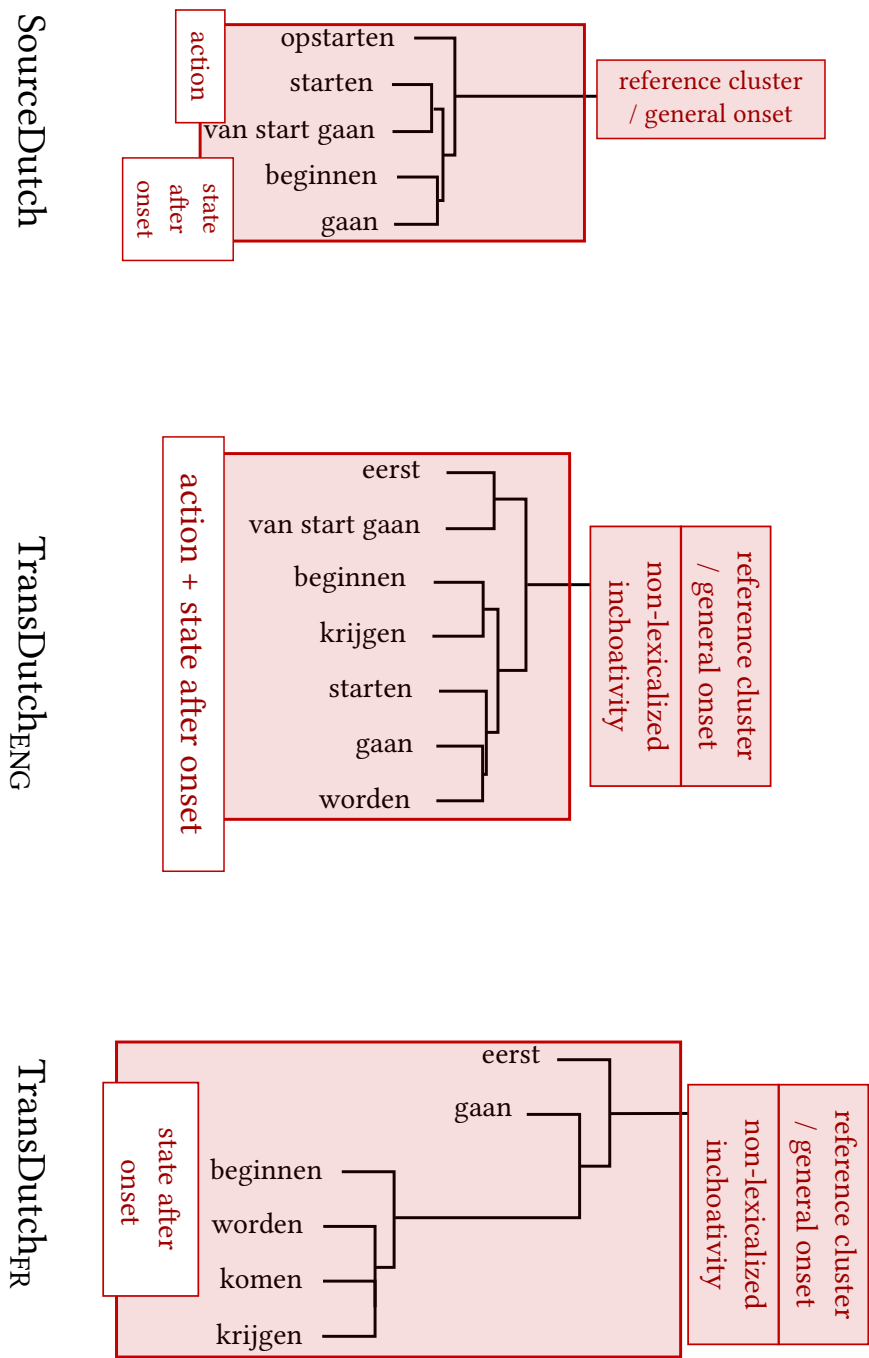 SourceDutch
action
state
after
onset
opstarten
starten
van start gaan
beginnen
gaan
reference cluster
/ general onset
TransDutchENG
action + state after onset
eerst
van start gaan
beginnen
krijgen
starten
gaan
worden
reference cluster
/ general onset
non-lexicalized
inchoativity
TransDutchFR
state after
onset
eerst
gaan
beginnen
worden
komen
krijgen
reference cluster
/ general onset
non-lexicalized
inchoativity